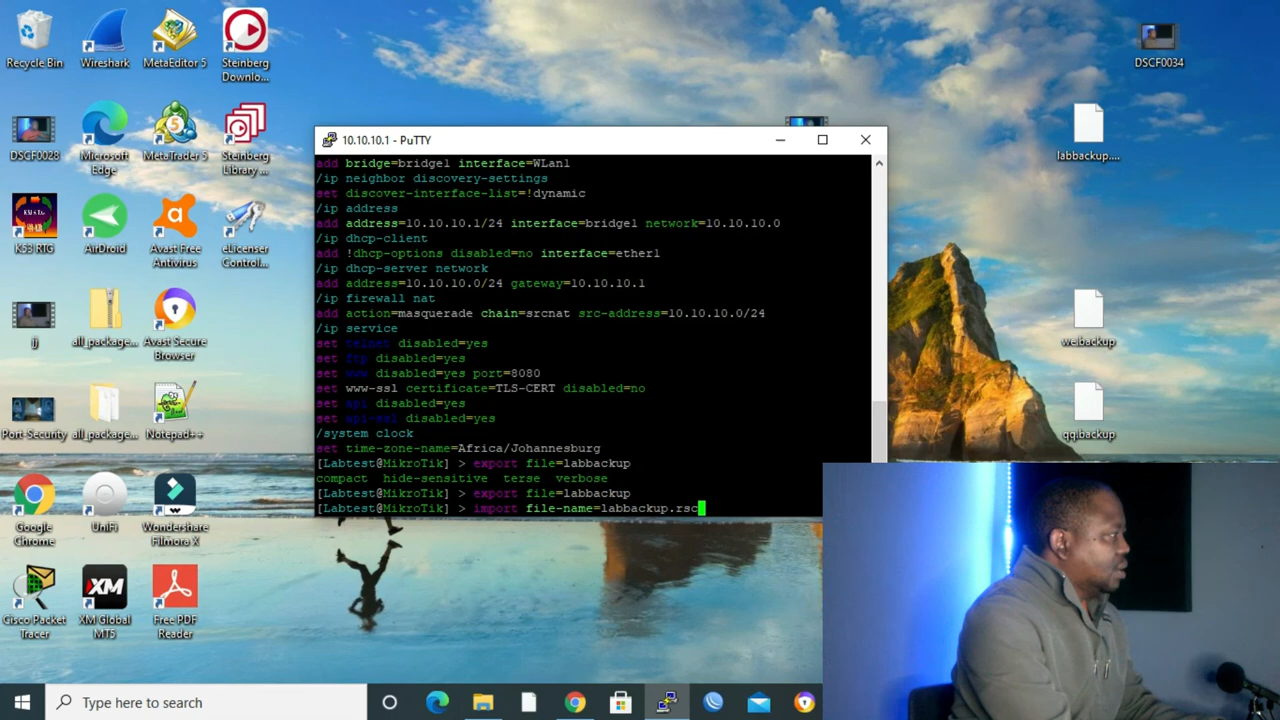 Recycle Bin
Wireshark
MetaEditor 5
Steinberg
Downlo...
DSCF0034
DSCF0028
Microsoft
Edge
MetaTrader 5
Steinberg
Library ...
labbackup....
K53 RTG
AirDroid
Avast Free
Antivirus
eLicenser
Control...
all_package...
Avast Secure
Browser
welbackup
Port-Security
all_package...
Notepad++
qqibackup
Google
Chrome
UniFi
Wondershare
Filmora X
Cisco Packet
Tracer
XM Global
MT5
Free PDF
Reader
10.10.10.1 - PuTTY
add bridge=bridge1 interface=WLan1
/ip neighbor discovery-settings
set discover-interface-list=!dynamic
/ip address
add address=10.10.10.1/24 interface=bridge1 network=10.10.10.0
/ip dhcp-client
add !dhcp-options disabled=no interface=ether1
/ip dhcp-server network
add address=10.10.10.0/24 gateway=10.10.10.1
/ip firewall nat
add action=masquerade chain=srcnat src-address=10.10.10.0/24
/ip service
set telnet disabled=yes
set ftp disabled=yes
set www disabled=yes port=8080
set www-ssl certificate=TLS-CERT disabled=no
set api disabled=yes
set api-ssl disabled=yes
/system clock
set time-zone-name=Africa/Johannesburg
[Labtest@MikroTik] > export file=labbackup
compact hide-sensitive terse verbose
[Labtest@MikroTik] > export file=labbackup
[Labtest@MikroTik] > import file-name=labbackup.rsc
Type here to search